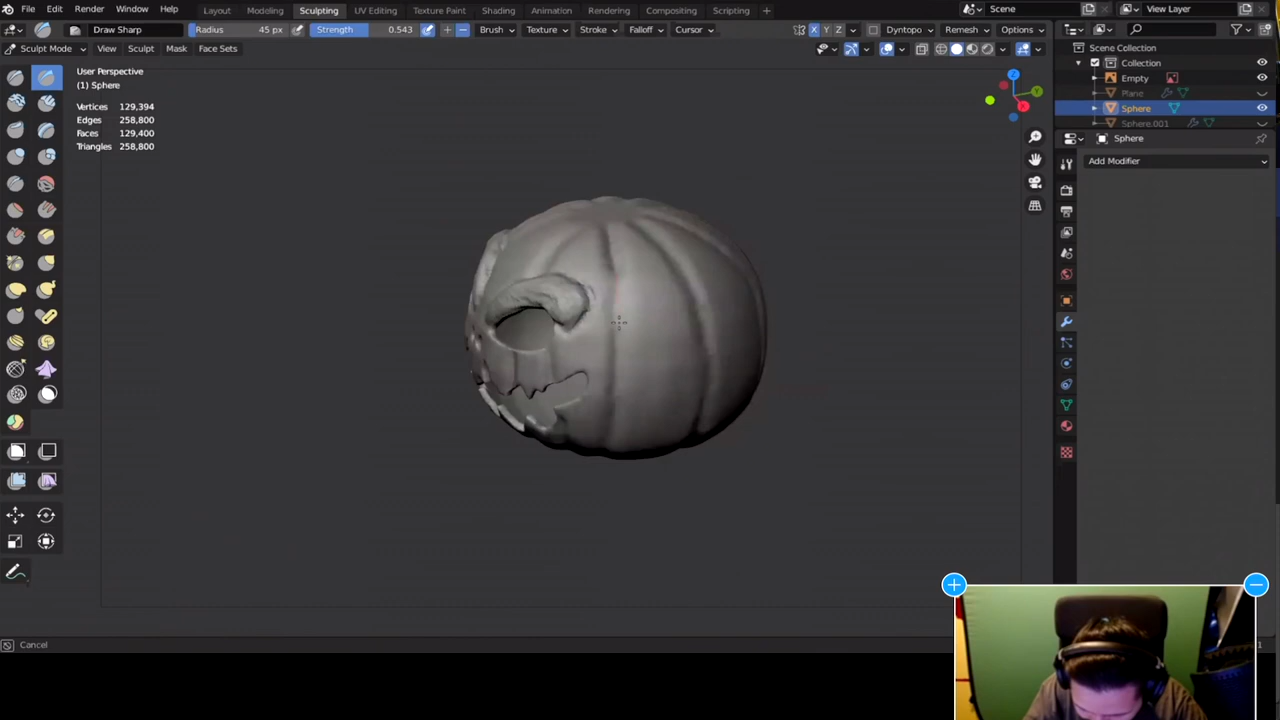 File Edit Render Window Help Layout Modeling Sculpting UV Editing Texture Paint Shading Animation Rendering Compositing Scripting + Scene View Layer
Draw Sharp Radius 45 px Strength 0.543 + − Brush Texture Stroke Falloff Cursor X Y Z Dyntopo Remesh Options
Sculpt Mode View Sculpt Mask Face Sets
Scene Collection
Collection
Empty
Plane
Sphere
Sphere.001
Sphere
Add Modifier
User Perspective
(1) Sphere
Vertices 129,394
Edges 258,800
Faces 129,400
Triangles 258,800
Z
Y
X
Cancel